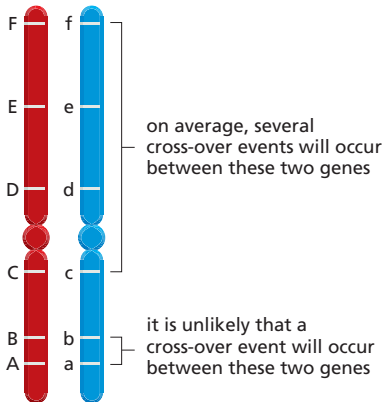 F f
E e
on average, several
cross-over events will occur
between these two genes
D d
C c
it is unlikely that a
B b
cross-over event will occur
A a
between these two genes